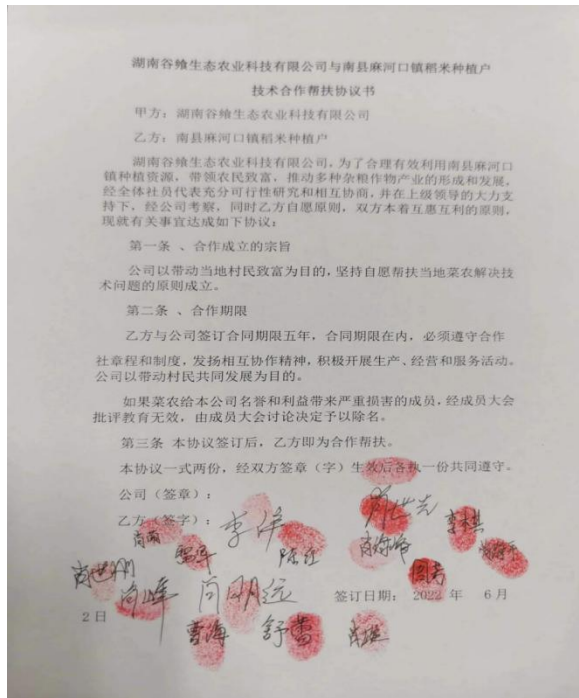 湖南谷飨生态农业科技有限公司与南县麻河口镇稻米种植户
技术合作帮扶协议书
甲方：湖南谷飨生态农业科技有限公司
乙方：南县麻河口镇稻米种植户
湖南谷飨生态农业科技有限公司，为了合理有效利用南县麻河口
镇种植资源，带领农民致富，推动多种杂粮作物产业的形成和发展，
经全体社员代表充分可行性研究和相互协商，并在上级领导的大力支
持下，经公司考察，同时乙方自愿原则，双方本着互惠互利的原则，
现就有关事宜达成如下协议：
第一条 、合作成立的宗旨
公司以带动当地村民致富为目的，坚持自愿帮扶当地菜农解决技
术问题的原则成立。
第二条 、合作期限
乙方与公司签订合同期限五年，合同期限在内，必须遵守合作
社章程和制度，发扬相互协作精神，积极开展生产、经营和服务活动。
公司以带动村民共同发展为目的。
如果菜农给本公司名誉和利益带来严重损害的成员，经成员大会
批评教育无效，由成员大会讨论决定予以除名。
第三条 本协议签订后，乙方即为合作帮扶。
本协议一式两份，经双方签章（字）生效后各执一份共同遵守。
公司（签章）：
乙方（签字）：
肖明远
签订日期： 2022 年 6月
2日
曹海 舒蕾